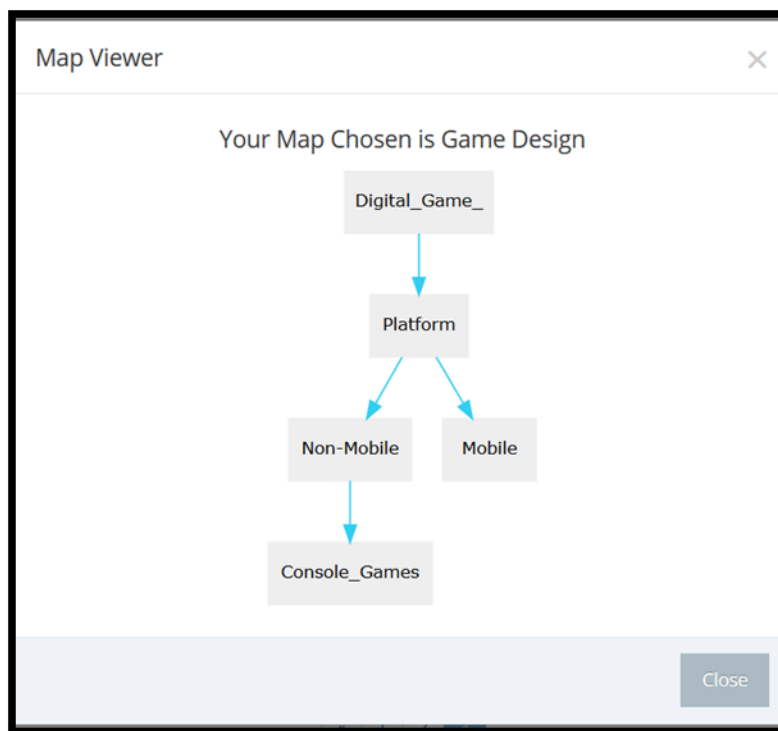 Map Viewer
Your Map Chosen is Game Design
Digital_Game_
Platform
Non-Mobile
Mobile
Console_Games
Close